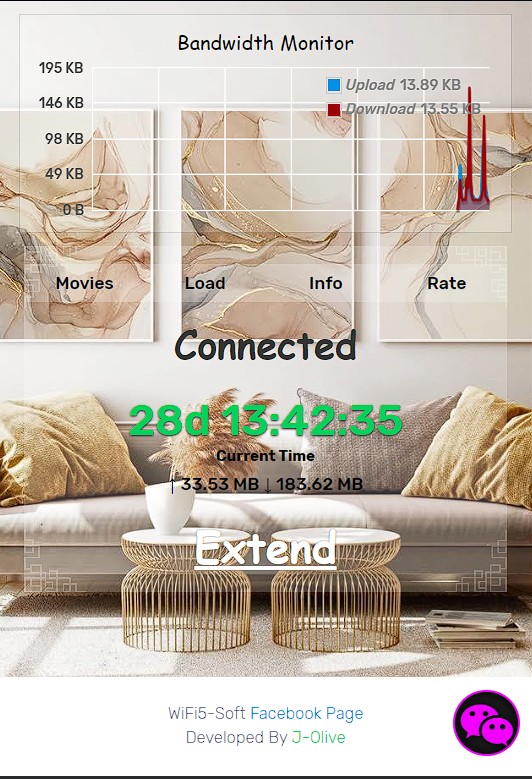 Bandwidth Monitor
195 KB
146 KB
98 KB
49 KB
0 B
Upload 13.89 KB
Download 13.55 KB
Movies Load Info Rate
Connected
28d 13:42:35
Current Time
↑ 33.53 MB ↓ 183.62 MB
Extend
WiFi5-Soft Facebook Page
Developed By J-Olive